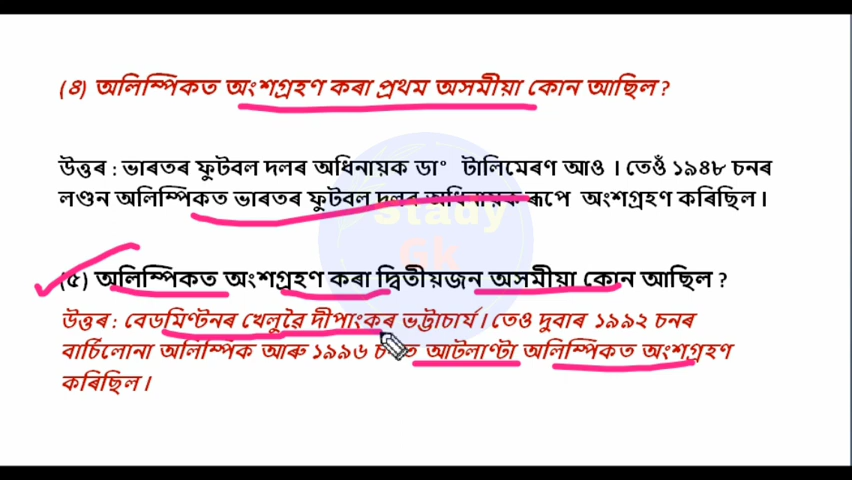 (৪) অলিম্পিকত অংশগ্ৰহণ কৰা প্ৰথম অসমীয়া কোন আছিল ?
উত্তৰ : ভাৰতৰ ফুটবল দলৰ অধিনায়ক ডা° টালিমেৰণ আও । তেওঁ ১৯৪৮ চনৰ
লণ্ডন অলিম্পিকত ভাৰতৰ ফুটবল দলৰ অধিনায়ক ৰূপে অংশগ্ৰহণ কৰিছিল ।
Study
Gk
(৫) অলিম্পিকত অংশগ্ৰহণ কৰা দ্বিতীয়জন অসমীয়া কোন আছিল ?
উত্তৰ : বেডমিণ্টনৰ খেলুৱৈ দীপাংকৰ ভট্টাচাৰ্য । তেও দুবাৰ ১৯৯২ চনৰ
বাৰ্চিলোনা অলিম্পিক আৰু ১৯৯৬ আটলাণ্টা অলিম্পিকত অংশগ্ৰহণ
কৰিছিল ।